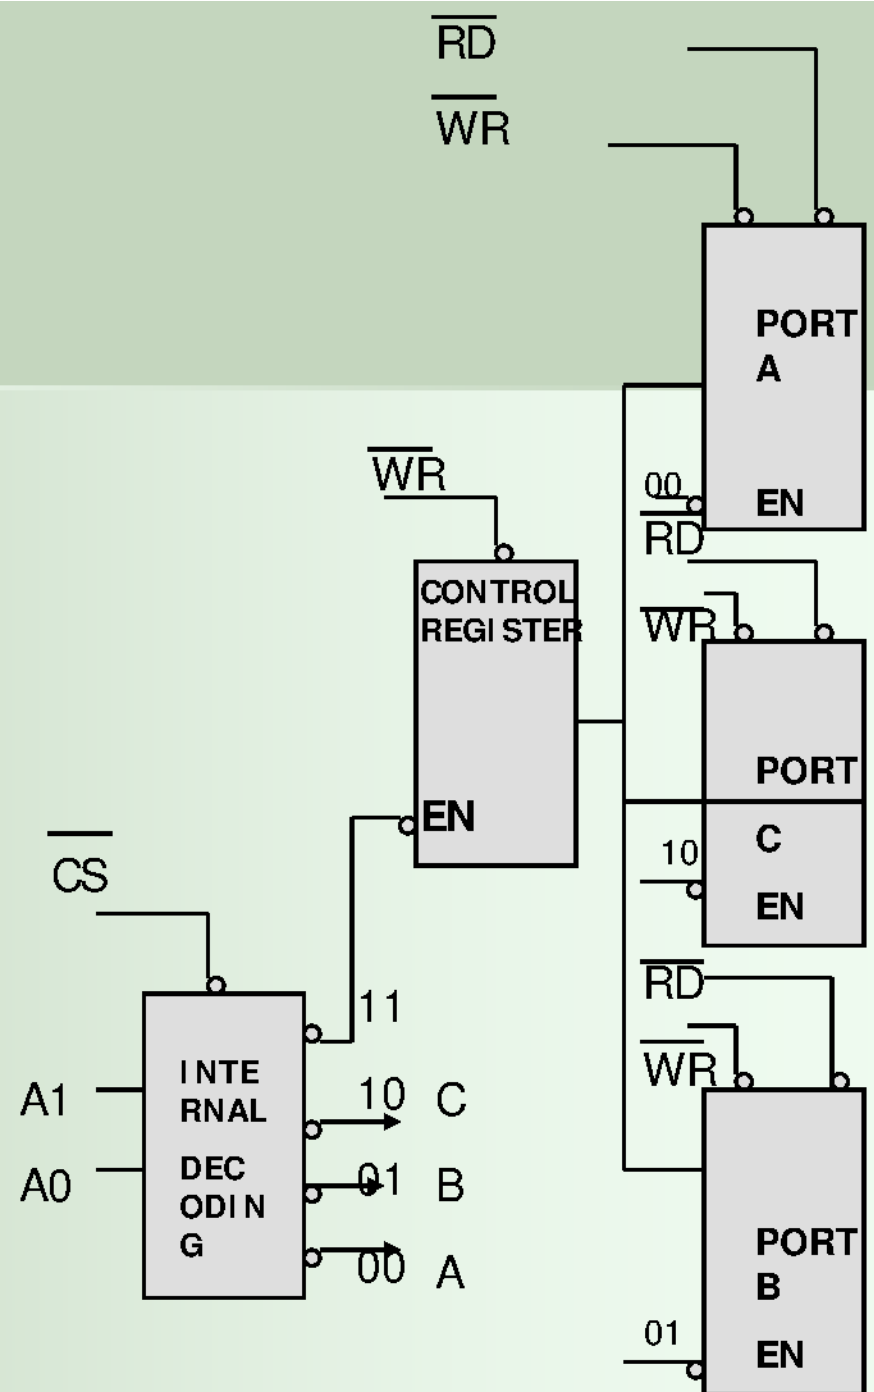 RD
WR
PORT
A
00
EN
RD
WR
CONTROL
REGISTER
WR
PORT
EN
C
10
EN
CS
RD
11
WR
INTE
RNAL
A1
10 C
DEC
ODIN
G
A0
01 B
00 A
PORT
B
01
EN